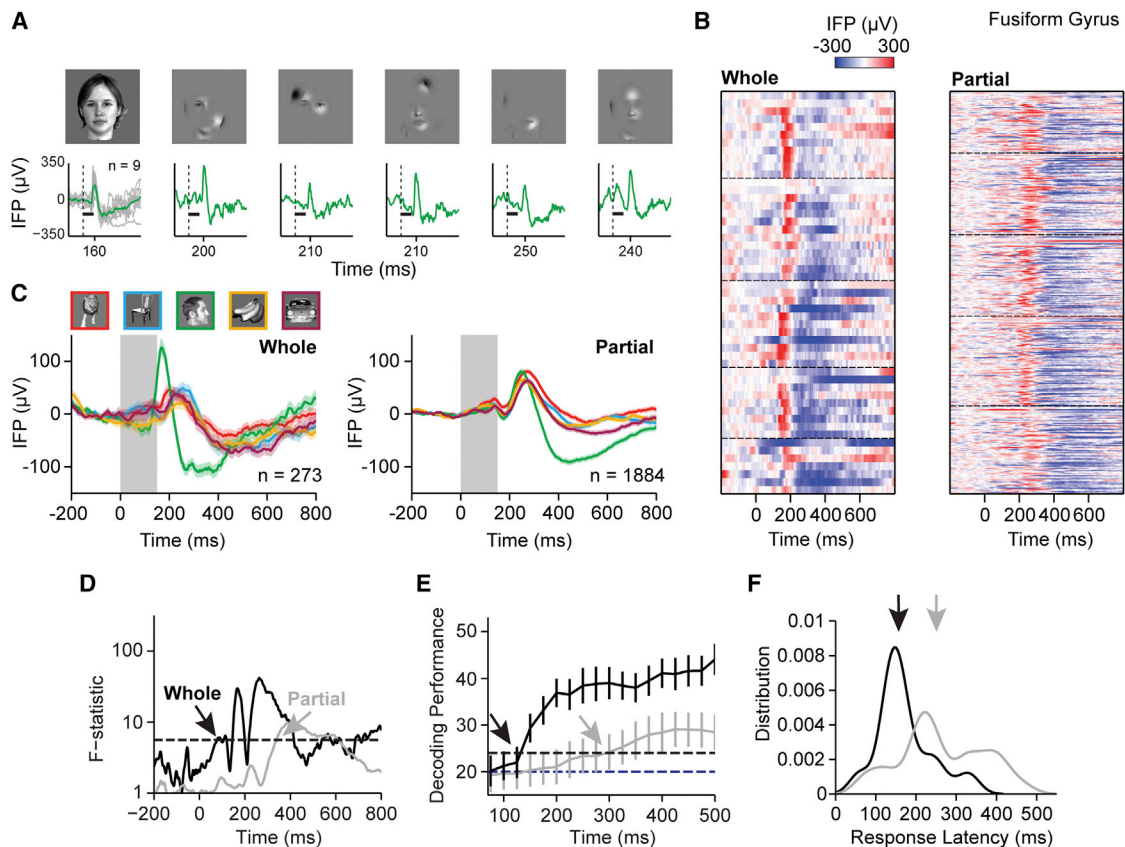 A
B
IFP (µV)
-300 300
Fusiform Gyrus
Whole
Partial
350
0
−350
IFP (µV)
n = 9
160
200
210
210
250
240
Time (ms)
0 200 400 600
Time (ms)
0 200 400 600
Time (ms)
C
Whole
100
0
-100
IFP (µV)
n = 273
-200 0 200 400 600 800
Time (ms)
Partial
100
0
-100
IFP (µV)
n = 1884
-200 0 200 400 600 800
Time (ms)
D
F−statistic
100
10
1
Whole
Partial
−200 0 200 400 600 800
Time (ms)
E
Decoding Performance
50
40
30
20
100 200 300 400 500
Time (ms)
F
Distribution
0.01
0.008
0.006
0.004
0.002
0
0 100 200 300 400 500
Response Latency (ms)